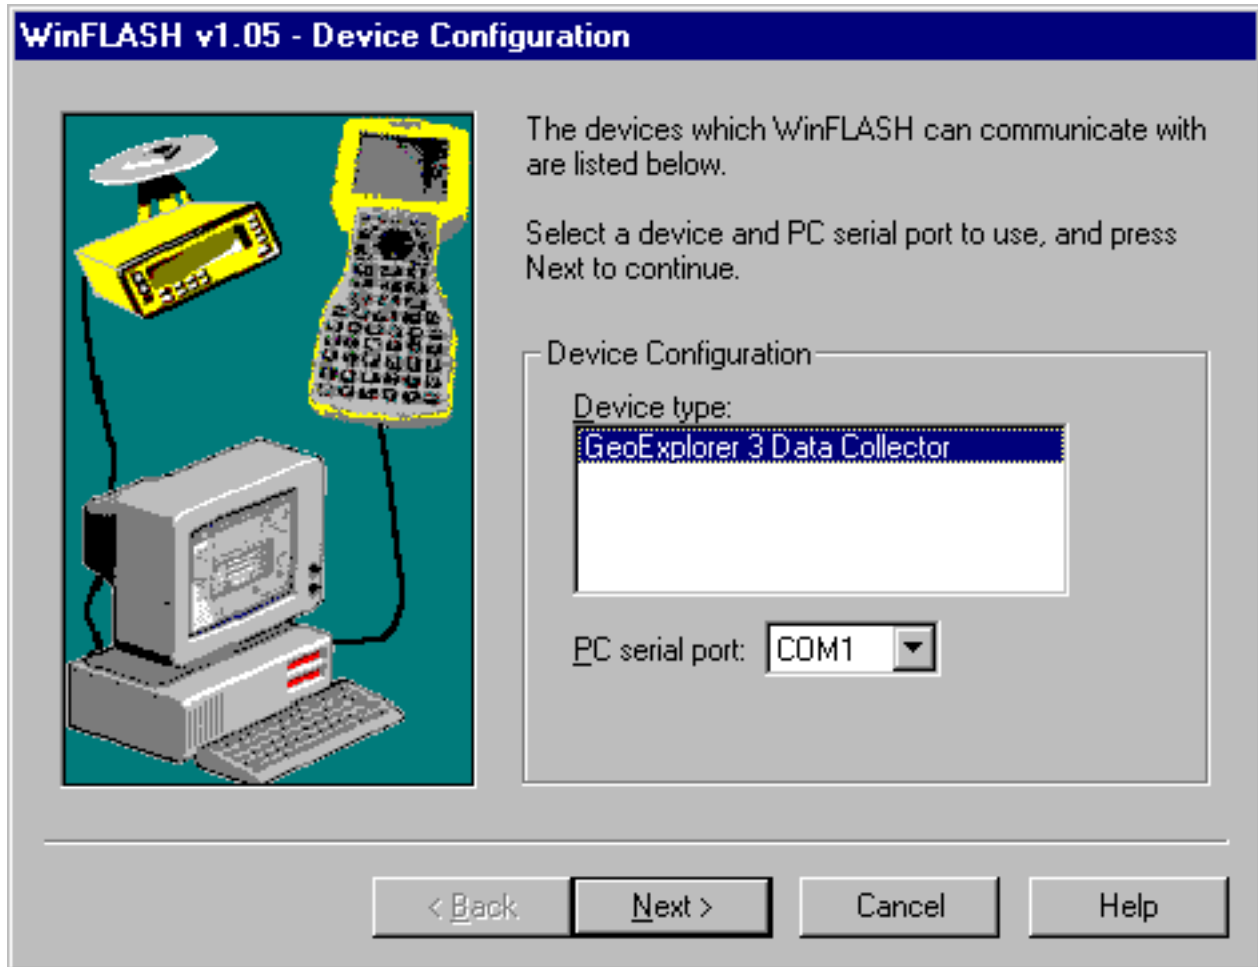 WinFLASH v1.05 - Device Configuration
The devices which WinFLASH can communicate with
are listed below.
Select a device and PC serial port to use, and press
Next to continue.
Device Configuration
Device type:
GeoExplorer 3 Data Collector
PC serial port: COM1
< Back Next > Cancel Help